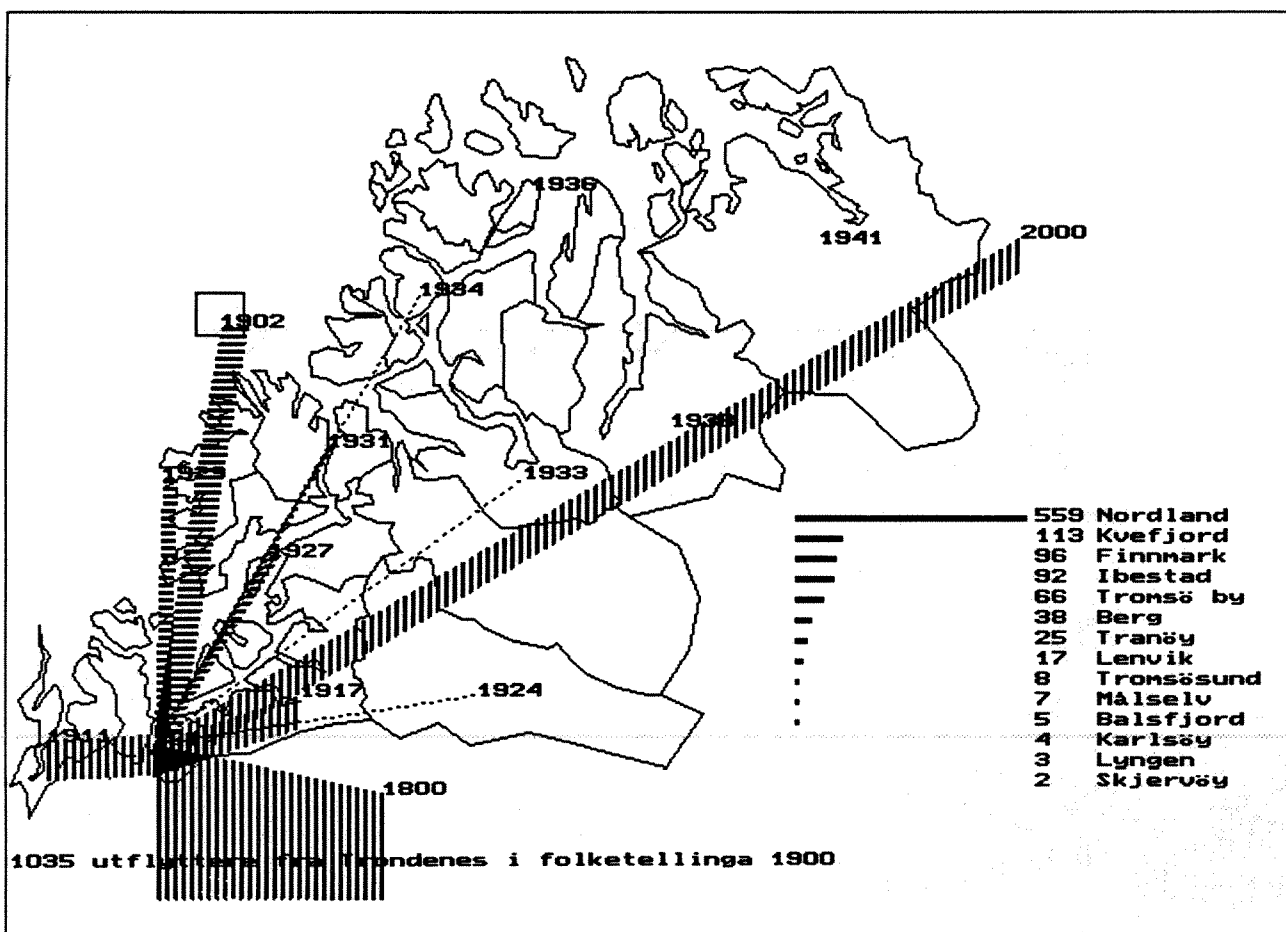 1936
2000
1941
1934
1902
1938
1931
1929
1933
1927
559 Nordland
113 Kvefjord
96 Finnmark
92 Ibestad
66 Tromsö by
38 Berg
25 Tranöy
17 Lenvik
8 Tromsösund
7 Målselv
5 Balsfjord
4 Karlsöy
3 Lyngen
2 Skjervöy
1917
1924
1911
1800
1035 utflyttere fra Trondenes i folketellinga 1900